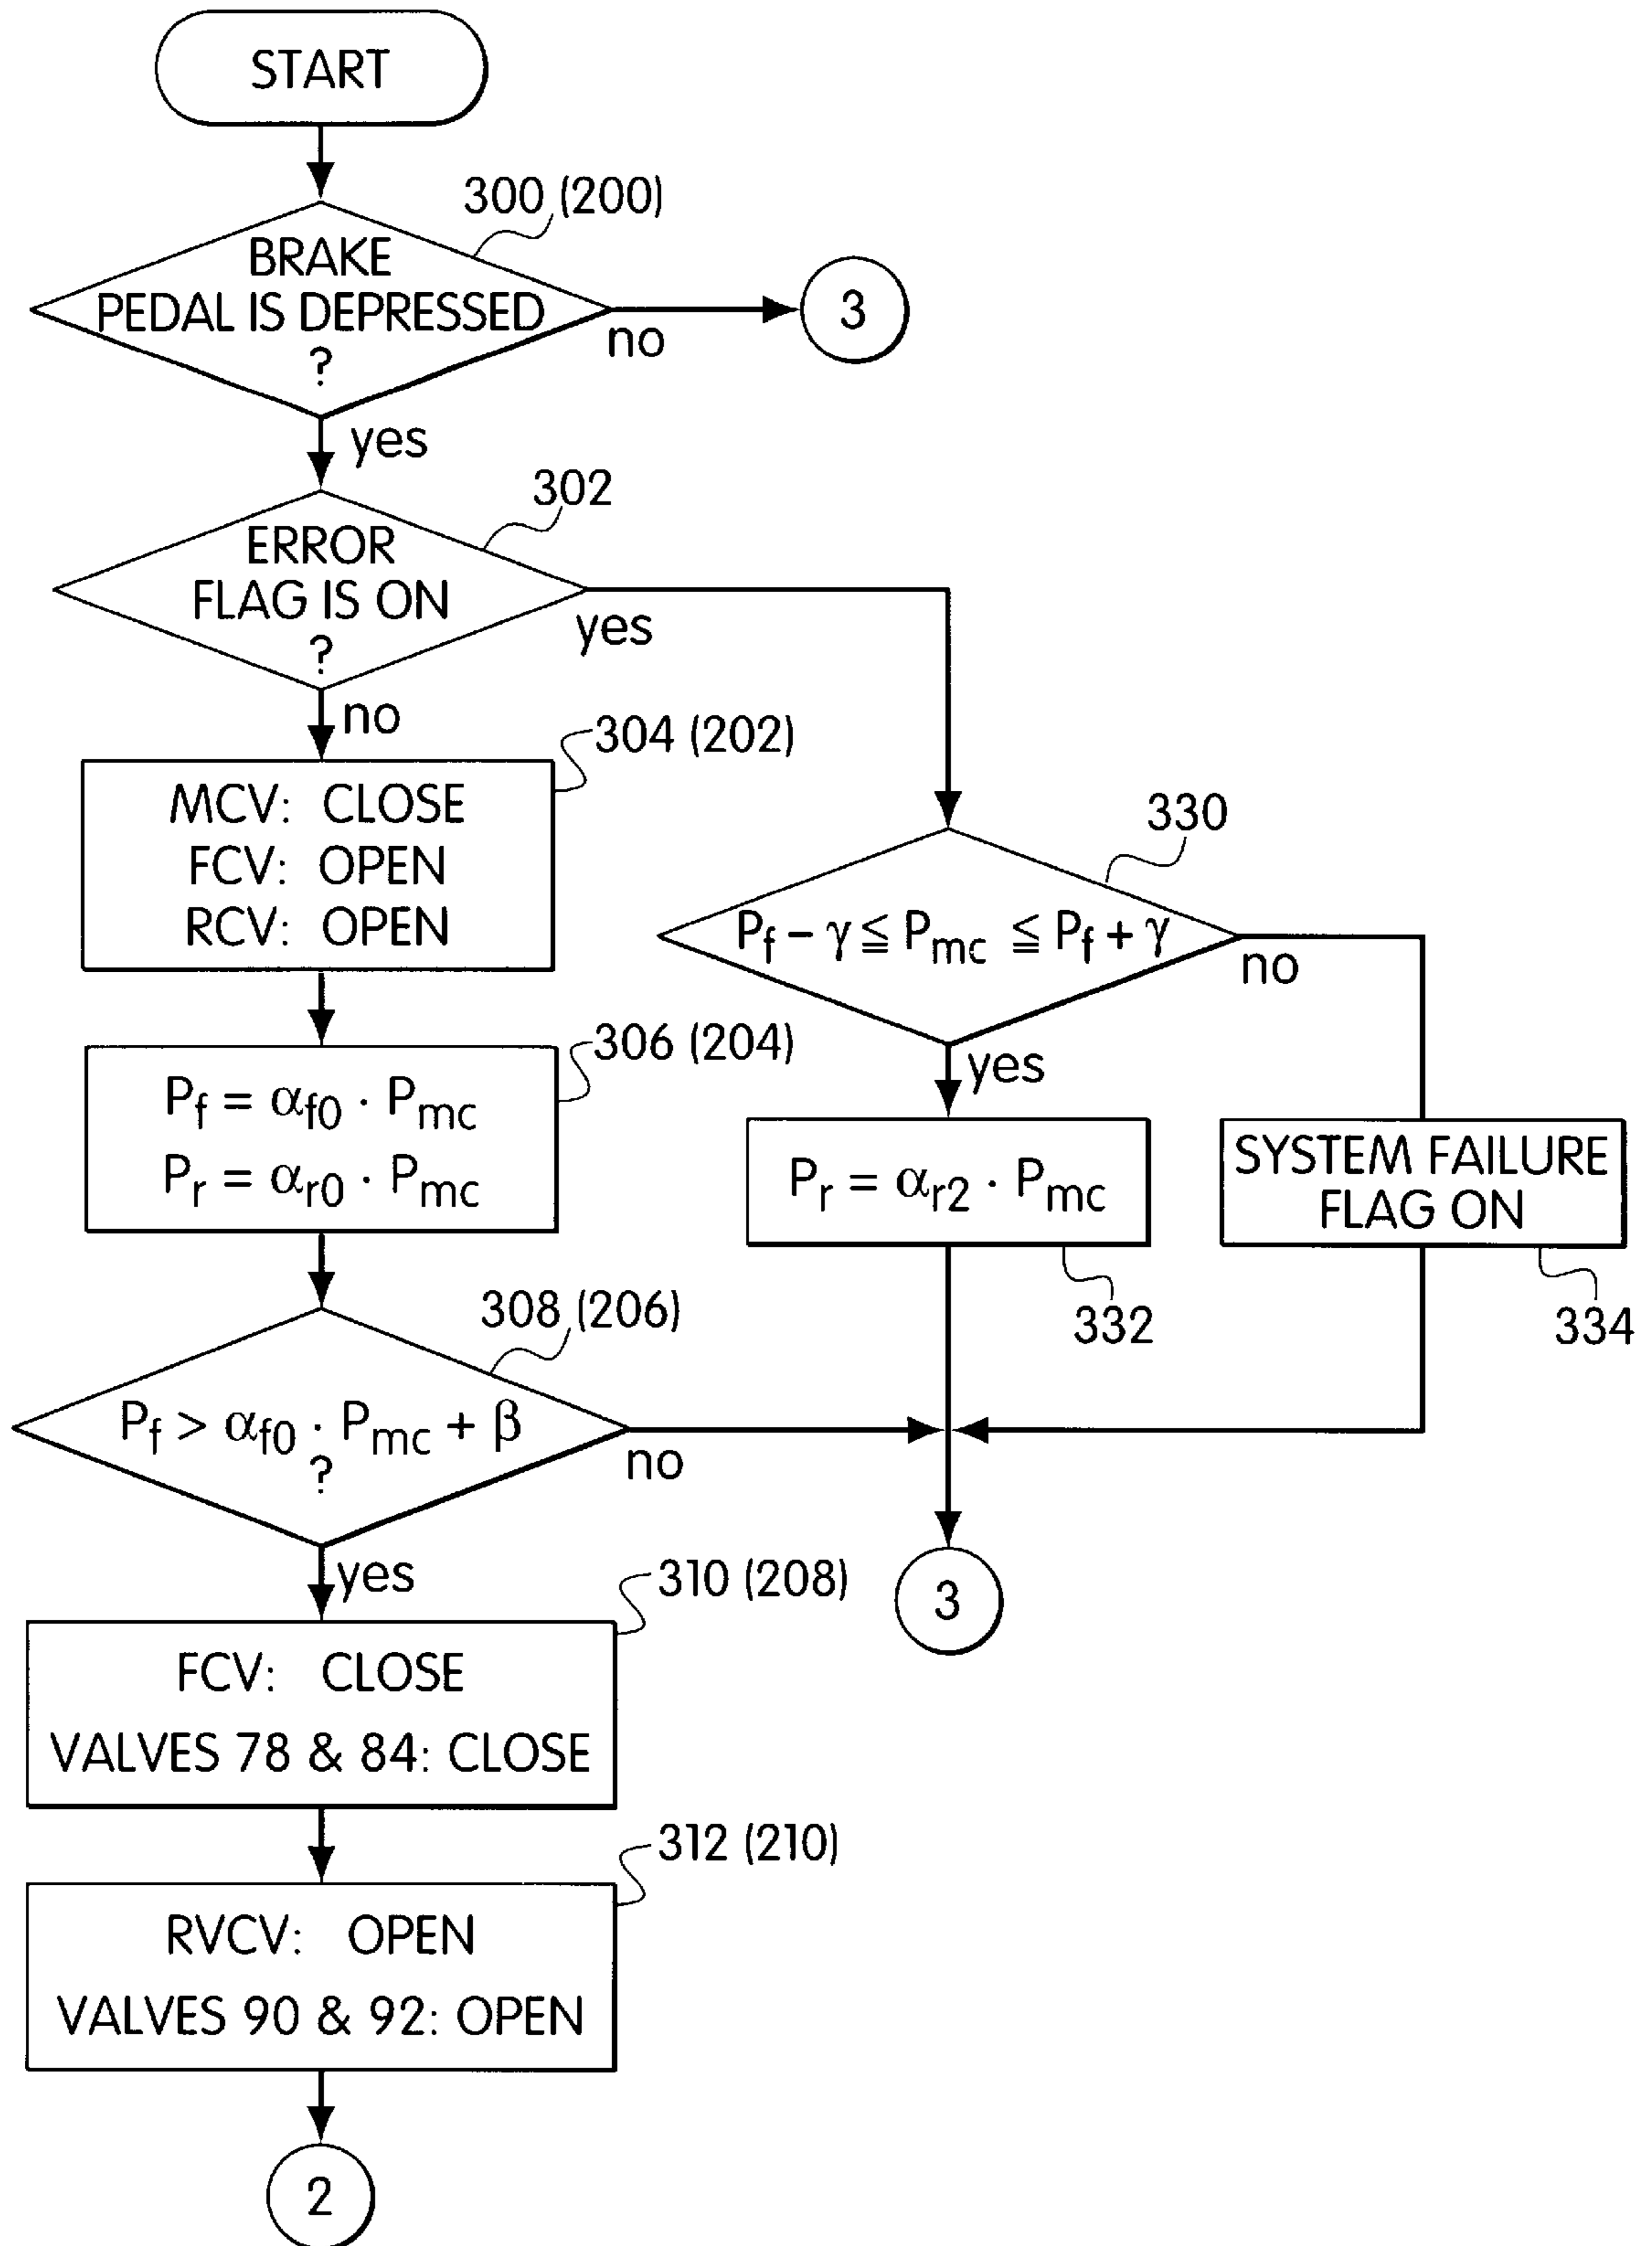 START
300 (200)
BRAKE
PEDAL IS DEPRESSED
?
no
3
yes
302
ERROR
FLAG IS ON
?
yes
no
304 (202)
MCV: CLOSE
FCV: OPEN
RCV: OPEN
330
Pf − γ ≦ Pmc ≦ Pf + γ
no
yes
306 (204)
Pf = αf0 · Pmc
Pr = αr0 · Pmc
Pr = αr2 · Pmc
332
SYSTEM FAILURE
FLAG ON
334
308 (206)
Pf > αf0 · Pmc + β
?
no
yes
3
310 (208)
FCV: CLOSE
VALVES 78 & 84: CLOSE
312 (210)
RVCV: OPEN
VALVES 90 & 92: OPEN
2